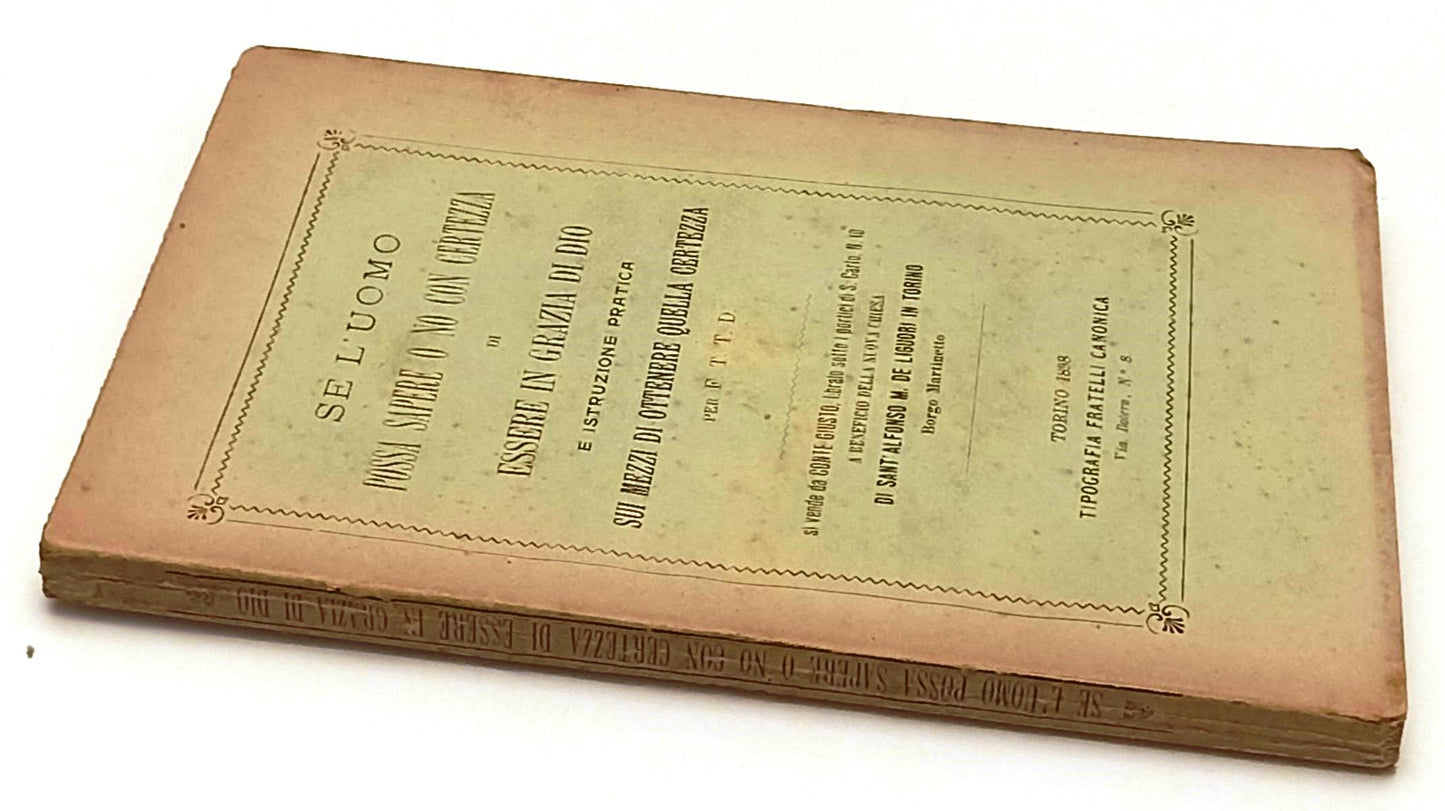 SE L'UOMO
POSSA SAPERE O NO CON CERTEZZA
DI
ESSERE IN GRAZIA DI DIO
E ISTRUZIONE PRATICA
SUI MEZZI DI OTTENERE QUELLA CERTEZZA
PER F T T. D.
si vende da CONTE GIUSTO, libraio sotto i portici di S. Carlo, N. 10
A BENEFICIO DELLA NUOVA CHIESA
DI SANT'ALFONSO M. DE LIGUORI IN TORINO
Borgo Martinetto
TORINO 1898
TIPOGRAFIA FRATELLI CANONICA
Via N° 8.
SE L'UOMO POSSA SAPERE O NO CON CERTEZZA DI ESSERE IN GRAZIA DI DIO